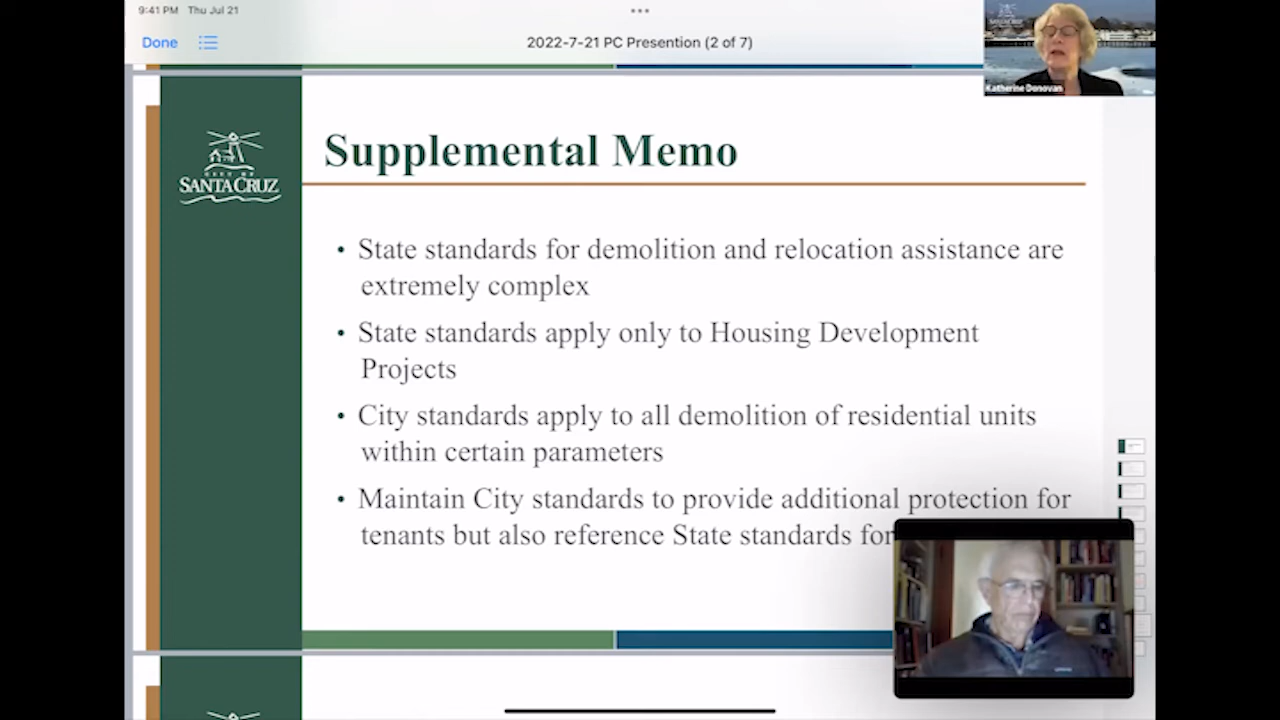 9:41 PM Thu Jul 21
Done
2022-7-21 PC Presention (2 of 7)
Katherine Donovan
CITY OF
SANTA CRUZ
Supplemental Memo
• State standards for demolition and relocation assistance are
extremely complex
• State standards apply only to Housing Development
Projects
• City standards apply to all demolition of residential units
within certain parameters
• Maintain City standards to provide additional protection for
tenants but also reference State standards for